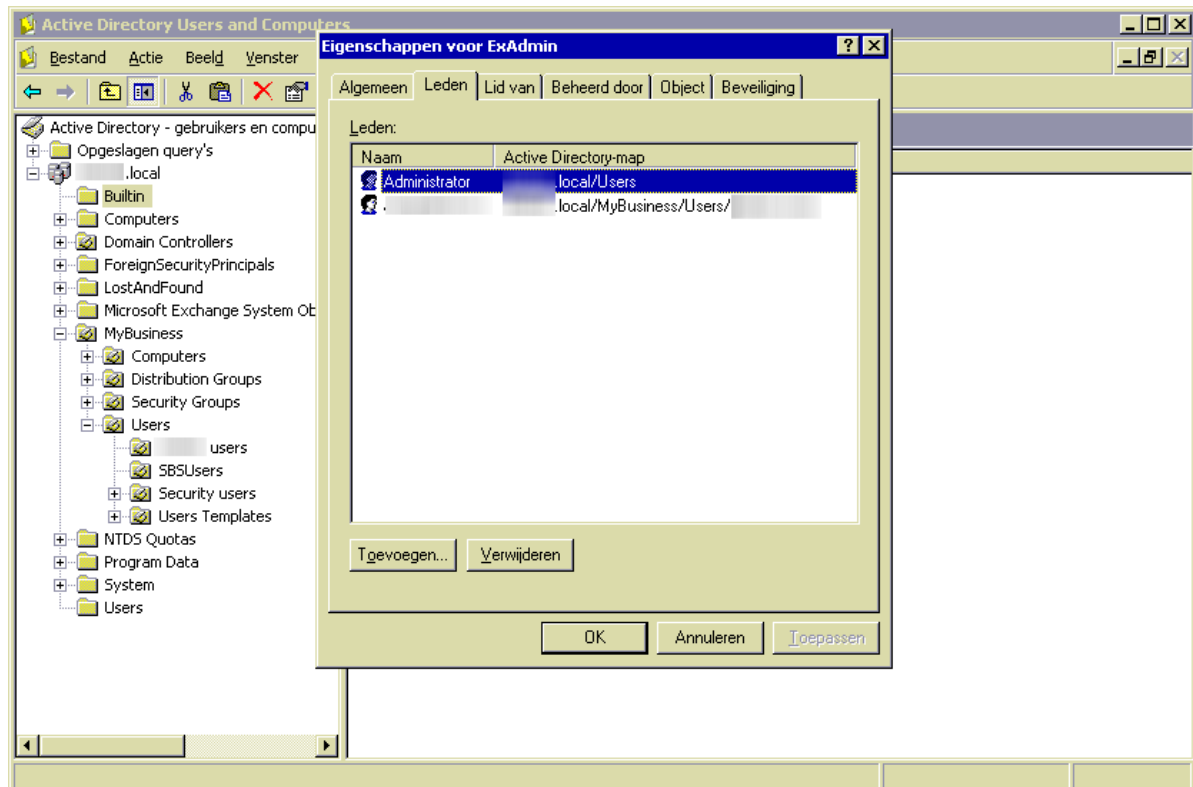 Active Directory Users and Computers
Bestand Actie Beeld Venster
Eigenschappen voor ExAdmin
Algemeen Leden Lid van Beheerd door Object Beveiliging
Leden:
Naam Active Directory-map
Administrator .local/Users
.local/MyBusiness/Users/
Toevoegen... Verwijderen
OK Annuleren Toepassen
Active Directory - gebruikers en compu
Opgeslagen query's
.local
Builtin
Computers
Domain Controllers
ForeignSecurityPrincipals
LostAndFound
Microsoft Exchange System Ob
MyBusiness
Computers
Distribution Groups
Security Groups
Users
users
SBSUsers
Security users
Users Templates
NTDS Quotas
Program Data
System
Users